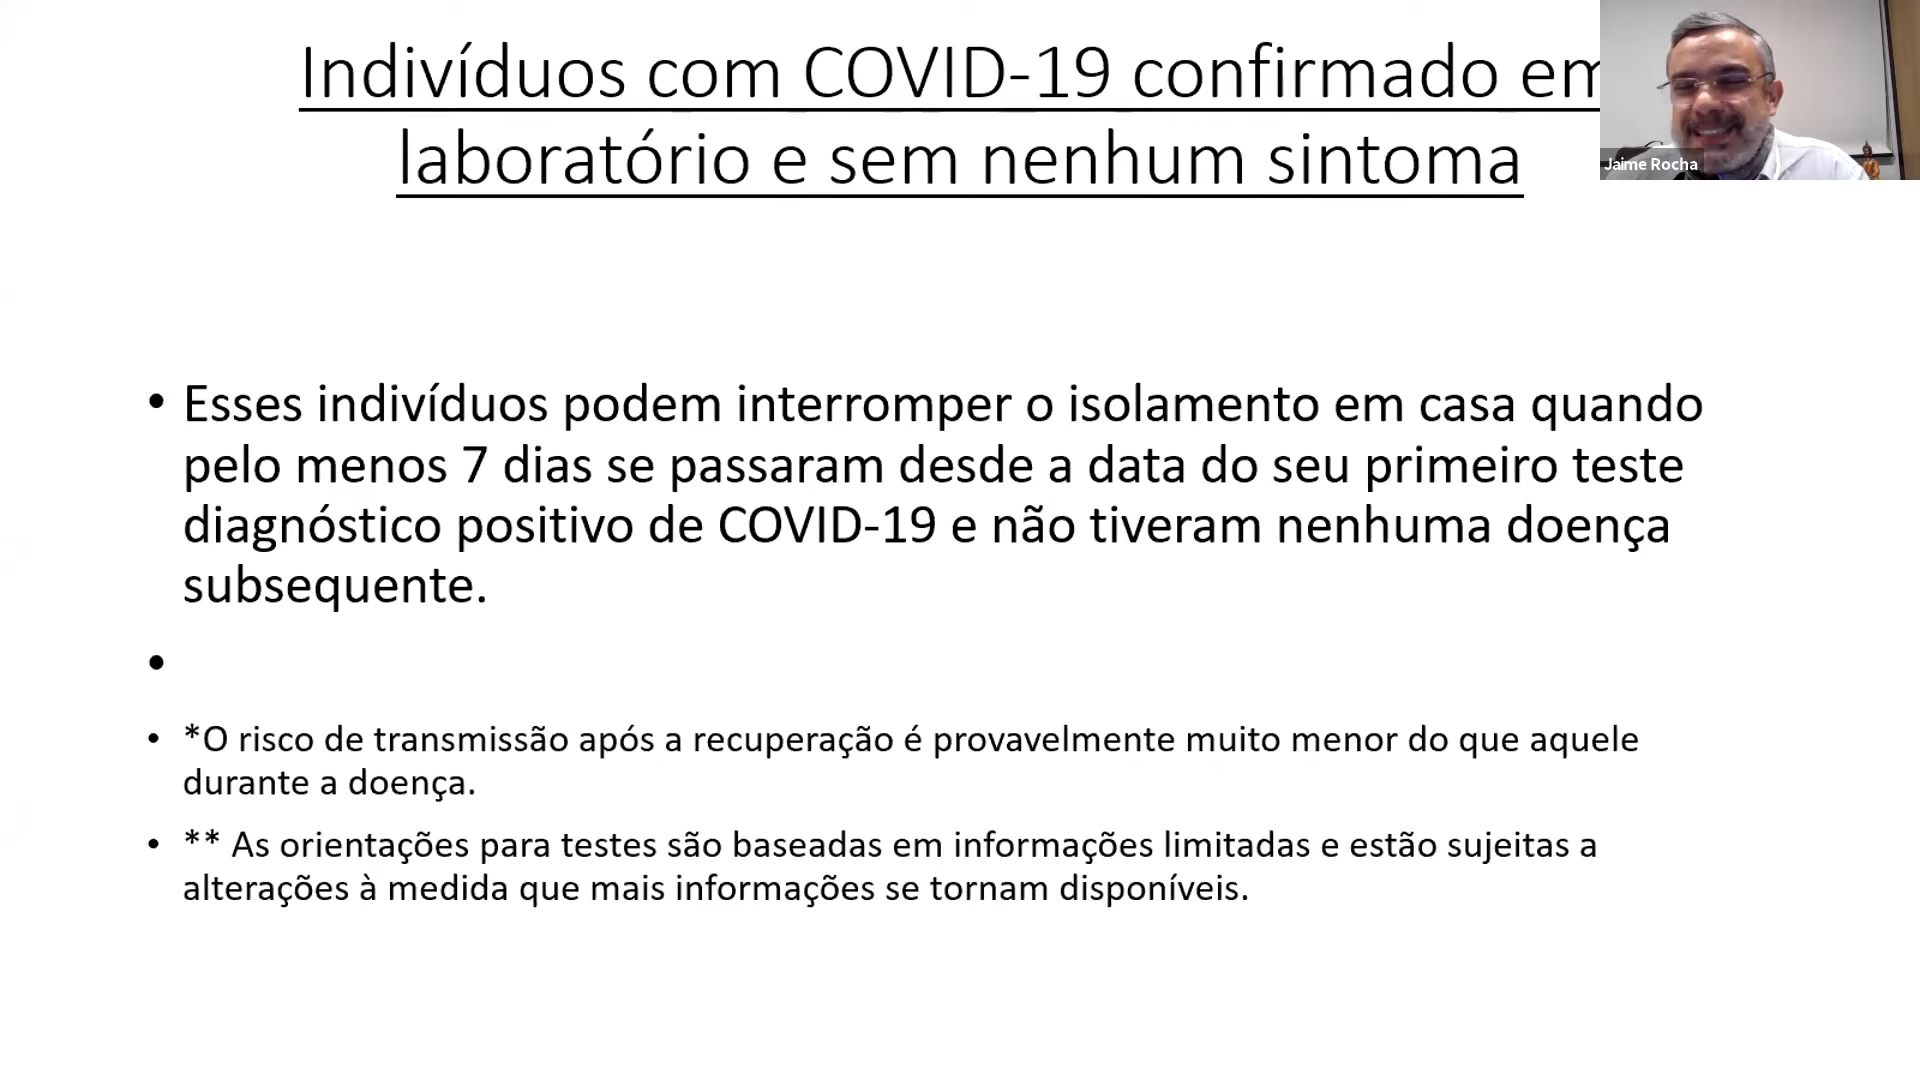 Indivíduos com COVID-19 confirmado em
laboratório e sem nenhum sintoma
Jaime Rocha
• Esses indivíduos podem interromper o isolamento em casa quando
pelo menos 7 dias se passaram desde a data do seu primeiro teste
diagnóstico positivo de COVID-19 e não tiveram nenhuma doença
subsequente.
•
• *O risco de transmissão após a recuperação é provavelmente muito menor do que aquele
durante a doença.
• ** As orientações para testes são baseadas em informações limitadas e estão sujeitas a
alterações à medida que mais informações se tornam disponíveis.